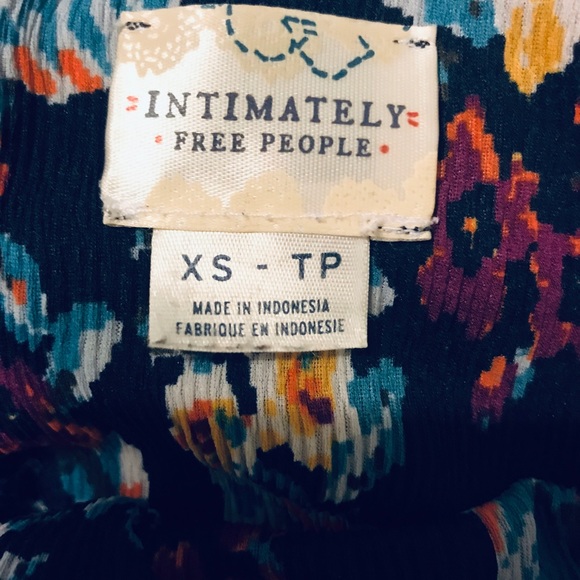 INTIMATELY
FREE PEOPLE
XS - TP
MADE IN INDONESIA
FABRIQUE EN INDONESIE